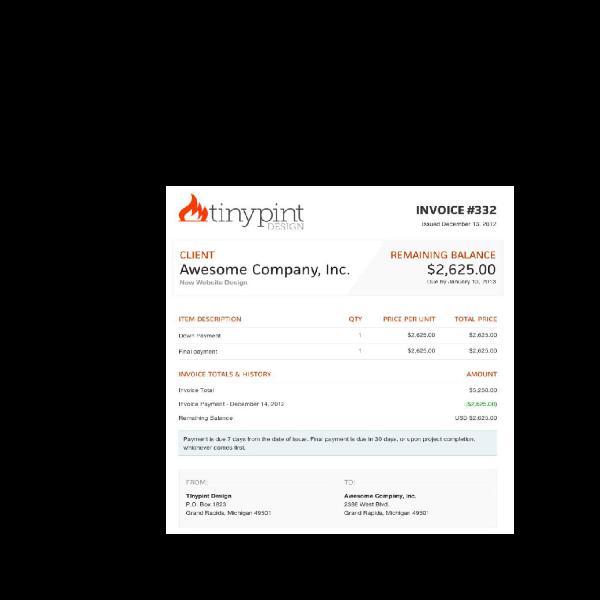 tinypint
DESIGN
INVOICE #332
Issued December 13, 2012
CLIENT
Awesome Company, Inc.
New Website Design
REMAINING BALANCE
$2,625.00
Due by January 13, 2013
ITEM DESCRIPTION QTY PRICE PER UNIT TOTAL PRICE
Down Payment 1 $2,625.00 $2,625.00
Final payment 1 $2,625.00 $2,625.00
INVOICE TOTALS & HISTORY AMOUNT
Invoice Total $5,250.00
Invoice Payment - December 14, 2012 ($2,625.00)
Remaining Balance USD $2,625.00
Payment is due 7 days from the date of issue. Final payment is due in 30 days, or upon project completion,
whichever comes first.
FROM:
Tinypint Design
P.O. Box 1823
Grand Rapids, Michigan 49501
TO:
Awesome Company, Inc.
West Blvd.
Grand Rapids, Michigan 49501